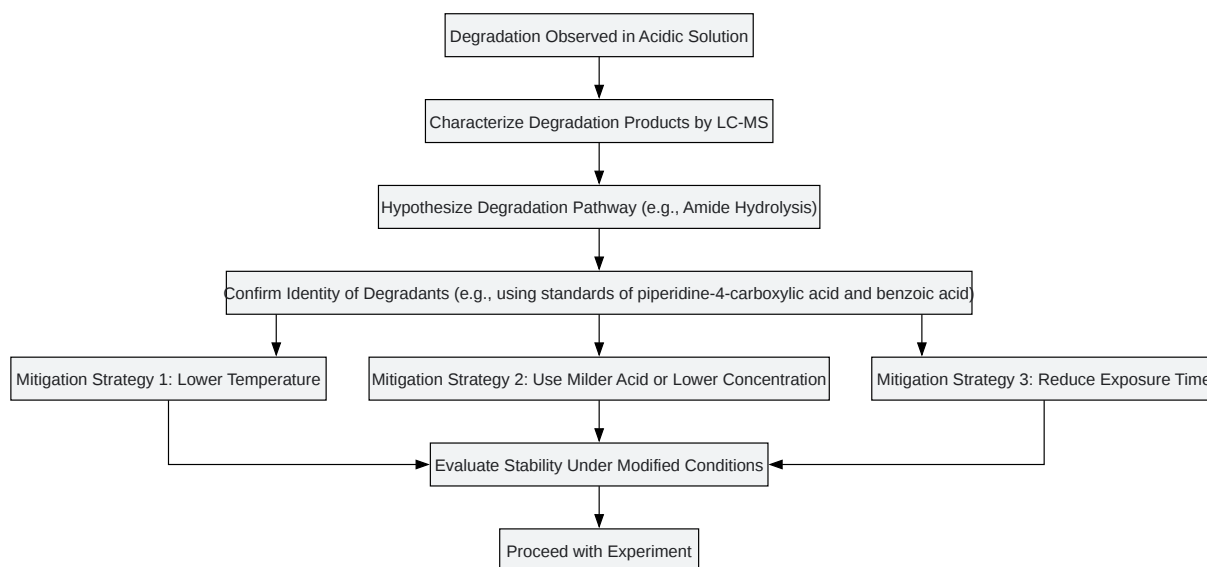 Degradation Observed in Acidic Solution
Characterize Degradation Products by LC-MS
Hypothesize Degradation Pathway (e.g., Amide Hydrolysis)
Confirm Identity of Degradants (e.g., using standards of piperidine-4-carboxylic acid and benzoic acid)
Mitigation Strategy 1: Lower Temperature
Mitigation Strategy 2: Use Milder Acid or Lower Concentration
Mitigation Strategy 3: Reduce Exposure Time
Evaluate Stability Under Modified Conditions
Proceed with Experiment